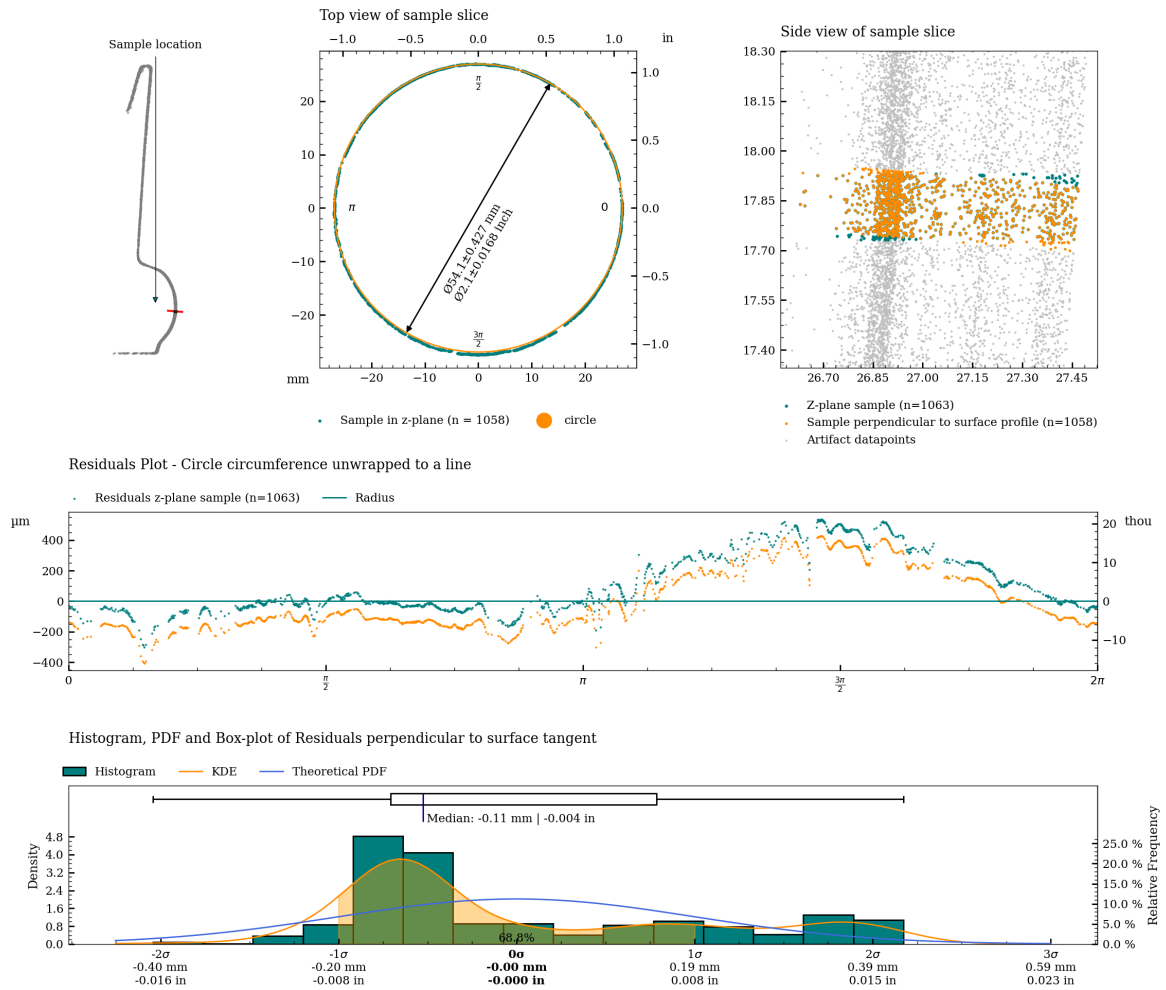 Sample location
Top view of sample slice
−1.0 −0.5 0.0 0.5 1.0 in
20
10
0
−10
−20
mm
−20 −10 0 10 20
1.0
0.5
0.0
−0.5
−1.0
π/2
π
0
3π/2
Ø54.1±0.427 mm
Ø2.1±0.0168 inch
Sample in z-plane (n = 1058) circle
Side view of sample slice
18.30
18.15
18.00
17.85
17.70
17.55
17.40
26.70 26.85 27.00 27.15 27.30 27.45
Z-plane sample (n=1063)
Sample perpendicular to surface profile (n=1058)
Artifact datapoints
Residuals Plot - Circle circumference unwrapped to a line
Residuals z-plane sample (n=1063) Radius
µm
400
200
0
−200
−400
thou
20
10
0
−10
0 π/2 π 3π/2 2π
Histogram, PDF and Box-plot of Residuals perpendicular to surface tangent
Histogram KDE Theoretical PDF
Median: -0.11 mm | -0.004 in
Density
4.8
4.0
3.2
2.4
1.6
0.8
0.0
Relative Frequency
25.0 %
20.0 %
15.0 %
10.0 %
5.0 %
0.0 %
68.8%
-2σ -1σ 0σ 1σ 2σ 3σ
-0.40 mm -0.20 mm -0.00 mm 0.19 mm 0.39 mm 0.59 mm
-0.016 in -0.008 in -0.000 in 0.008 in 0.015 in 0.023 in